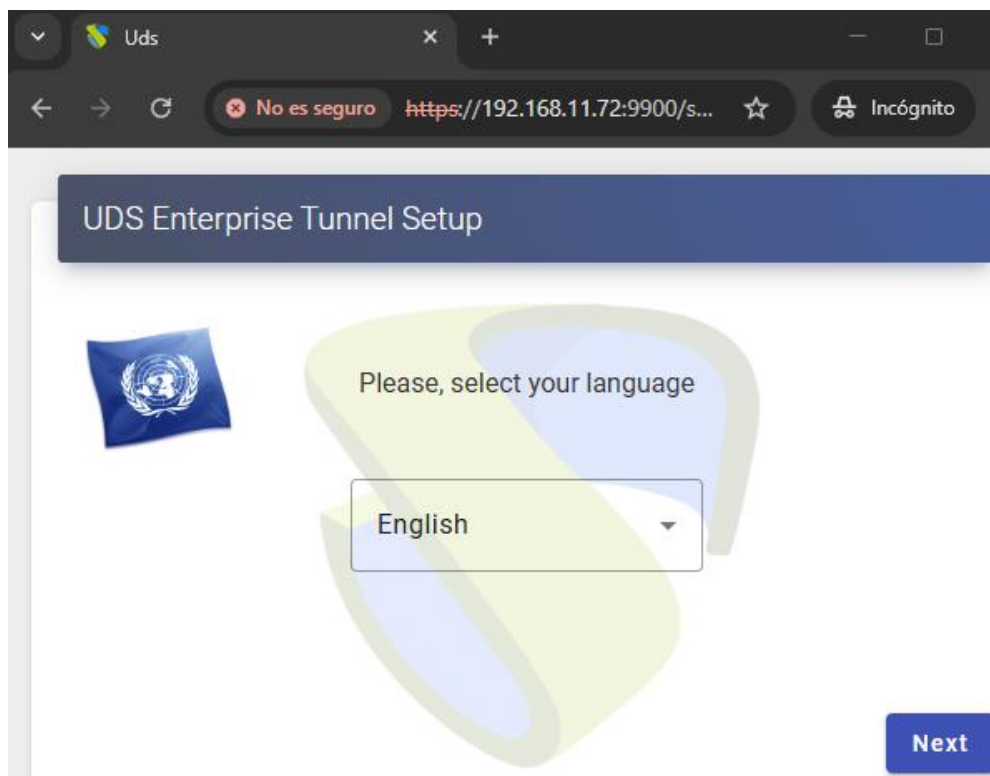 Uds
No es seguro https://192.168.11.72:9900/s... Incógnito
UDS Enterprise Tunnel Setup
Please, select your language
English
Next